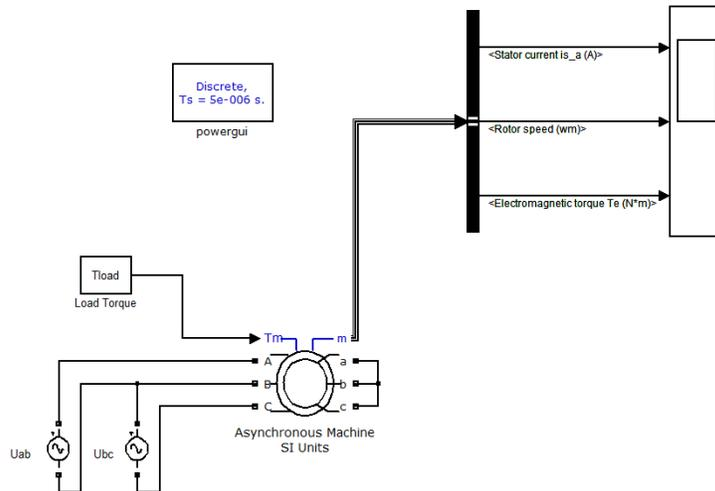 <Stator current is_a (A)>
Discrete,
Ts = 5e-006 s.
powergui
<Rotor speed (wm)>
<Electromagnetic torque Te (N*m)>
Tload
Load Torque
Tm
m
A
a
B
b
C
c
Asynchronous Machine
SI Units
Uab
Ubc